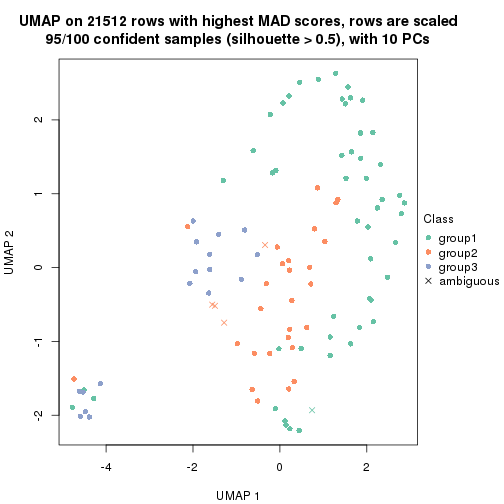 UMAP on 21512 rows with highest MAD scores, rows are scaled
95/100 confident samples (silhouette > 0.5), with 10 PCs
2
1
0
-1
-2
UMAP 2
-4
-2
0
2
UMAP 1
Class
group1
group2
group3
ambiguous